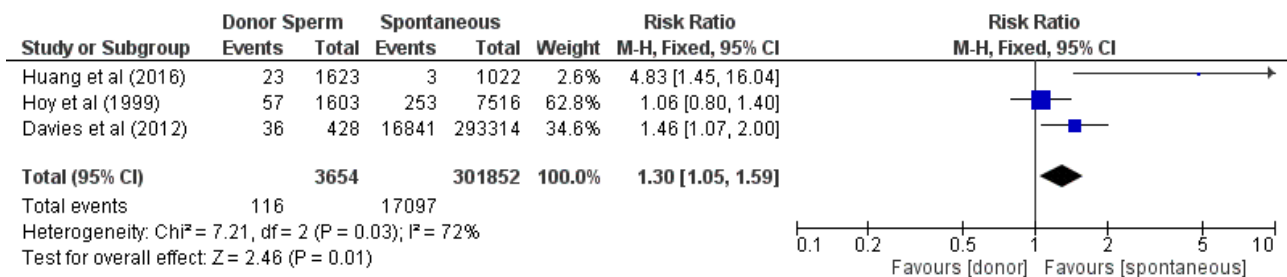 Donor Sperm Spontaneous Risk Ratio Risk Ratio
Study or Subgroup Events Total Events Total Weight M-H, Fixed, 95% CI M-H, Fixed, 95% CI
Huang et al (2016) 23 1623 3 1022 2.6% 4.83 [1.45, 16.04]
Hoy et al (1999) 57 1603 253 7516 62.8% 1.06 [0.80, 1.40]
Davies et al (2012) 36 428 16841 293314 34.6% 1.46 [1.07, 2.00]
Total (95% CI) 3654 301852 100.0% 1.30 [1.05, 1.59]
Total events 116 17097
Heterogeneity: Chi² = 7.21, df = 2 (P = 0.03); I² = 72%
Test for overall effect: Z = 2.46 (P = 0.01)
0.1 0.2 0.5 1 2 5 10
Favours [donor] Favours [spontaneous]